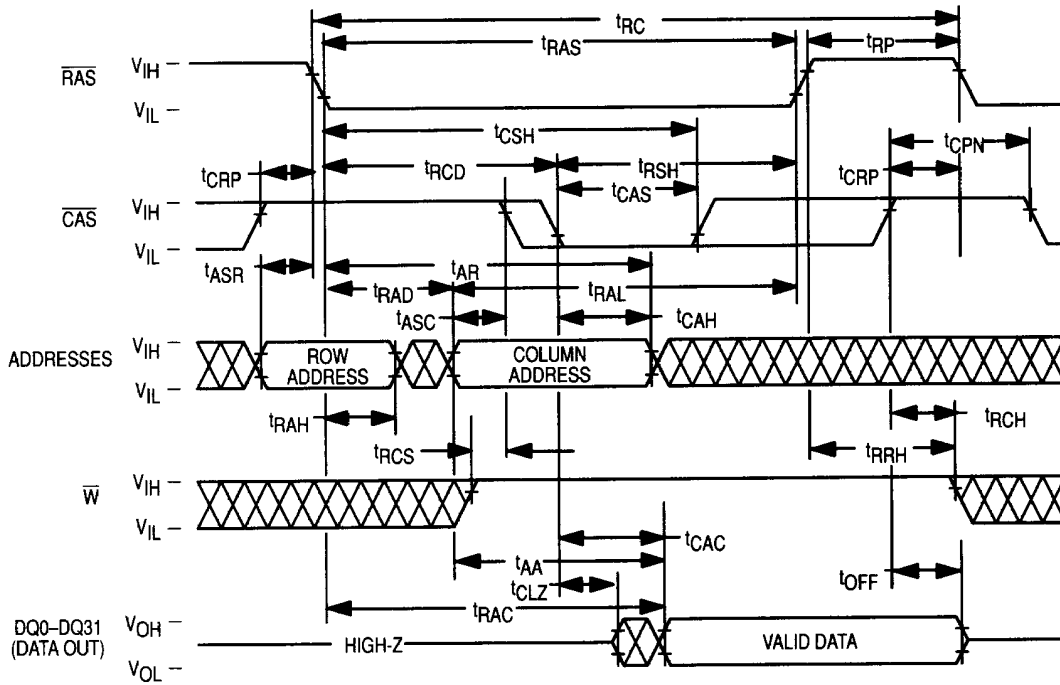 tRC
tRAS
tRP
RAS
VIH
VIL
tCSH
tCPN
tCRP
tRCD
tRSH
tCRP
tCAS
CAS
VIH
VIL
tASR
tAR
tRAD
tRAL
tASC
tCAH
ADDRESSES
VIH
VIL
ROW
ADDRESS
COLUMN
ADDRESS
tRAH
tRCH
tRCS
tRRH
W
VIH
VIL
tCAC
tAA
tOFF
tCLZ
tRAC
DQ0–DQ31
(DATA OUT)
VOH
VOL
HIGH-Z
VALID DATA